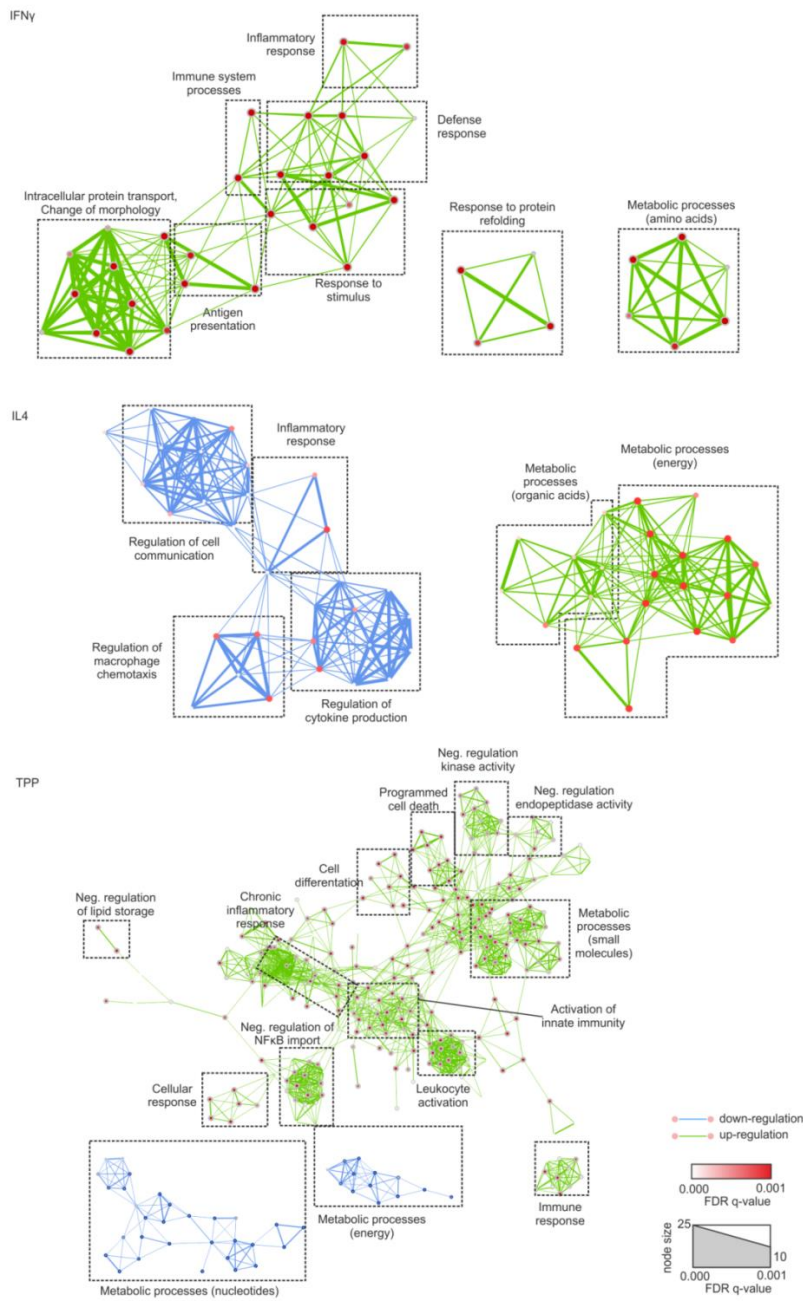 IFNγ
Inflammatory
response
Immune system
processes
Defense
response
Intracellular protein transport,
Change of morphology
Response to protein
refolding
Metabolic processes
(amino acids)
Response to
stimulus
Antigen
presentation
IL4
Inflammatory
response
Metabolic processes
(energy)
Metabolic
processes
(organic acids)
Regulation of cell
communication
Regulation of
macrophage
chemotaxis
Regulation of
cytokine production
TPP
Neg. regulation
kinase activity
Programmed
cell death
Neg. regulation
endopeptidase activity
Cell
differentation
Neg. regulation
of lipid storage
Chronic
inflammatory
response
Metabolic
processes
(small
molecules)
Activation of
innate immunity
Neg. regulation of
NFκB import
Cellular
response
Leukocyte
activation
down-regulation
up-regulation
0.000 0.001
FDR q-value
Immune
response
Metabolic processes
(energy)
25
node size
10
0.000 0.001
FDR q-value
Metabolic processes (nucleotides)